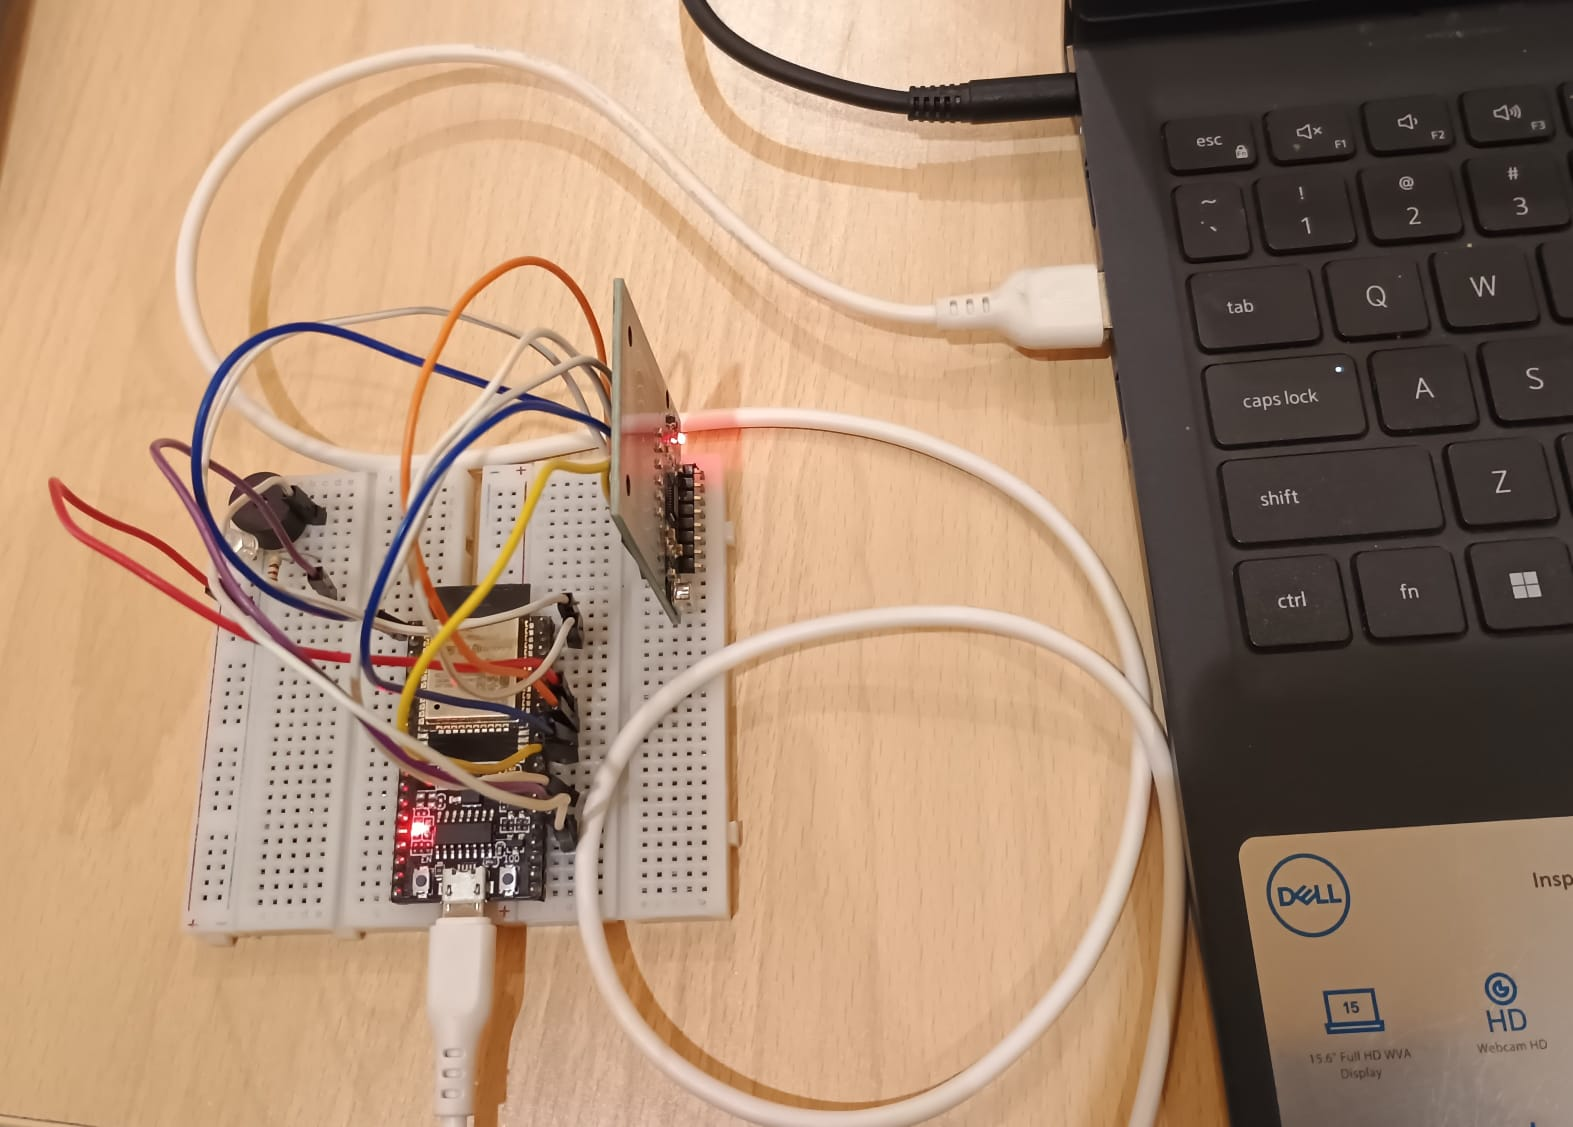 esc
F1
F2
F3
~
`
!
1
@
2
#
3
tab
Q
W
caps lock
A
S
shift
Z
ctrl
fn
DELL
Insp
15
15.6" Full HD WVA
Display
HD
Webcam HD
- +
+
100